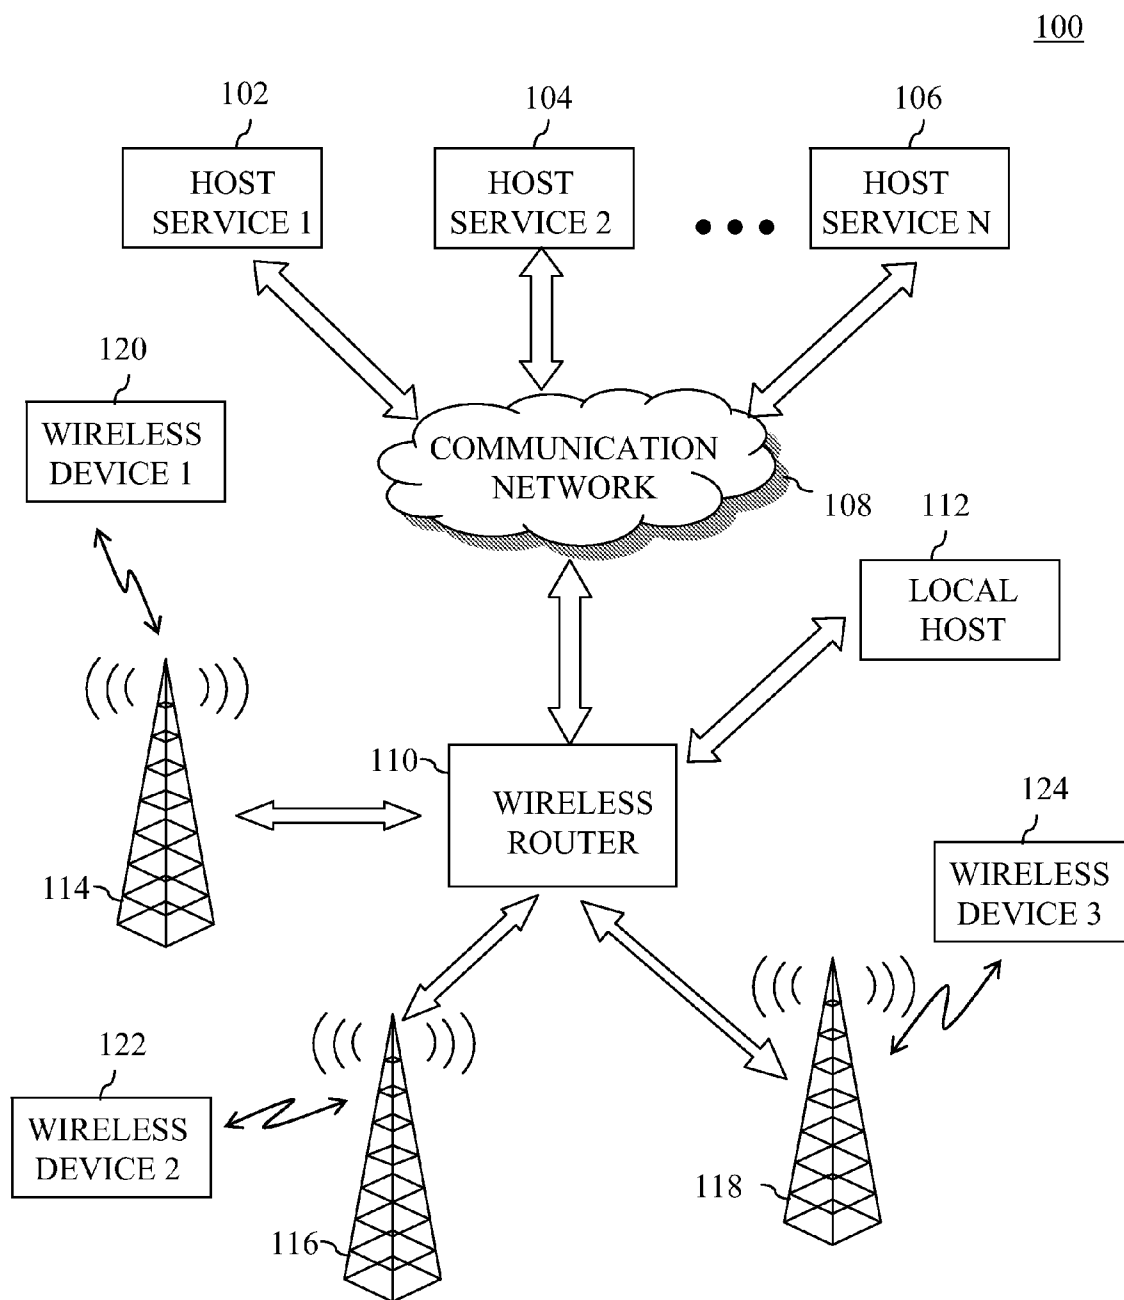 100
102
104
106
HOST
SERVICE 1
HOST
SERVICE 2
HOST
SERVICE N
120
WIRELESS
DEVICE 1
COMMUNICATION
NETWORK
108
112
LOCAL
HOST
110
WIRELESS
ROUTER
124
WIRELESS
DEVICE 3
114
122
WIRELESS
DEVICE 2
116
118